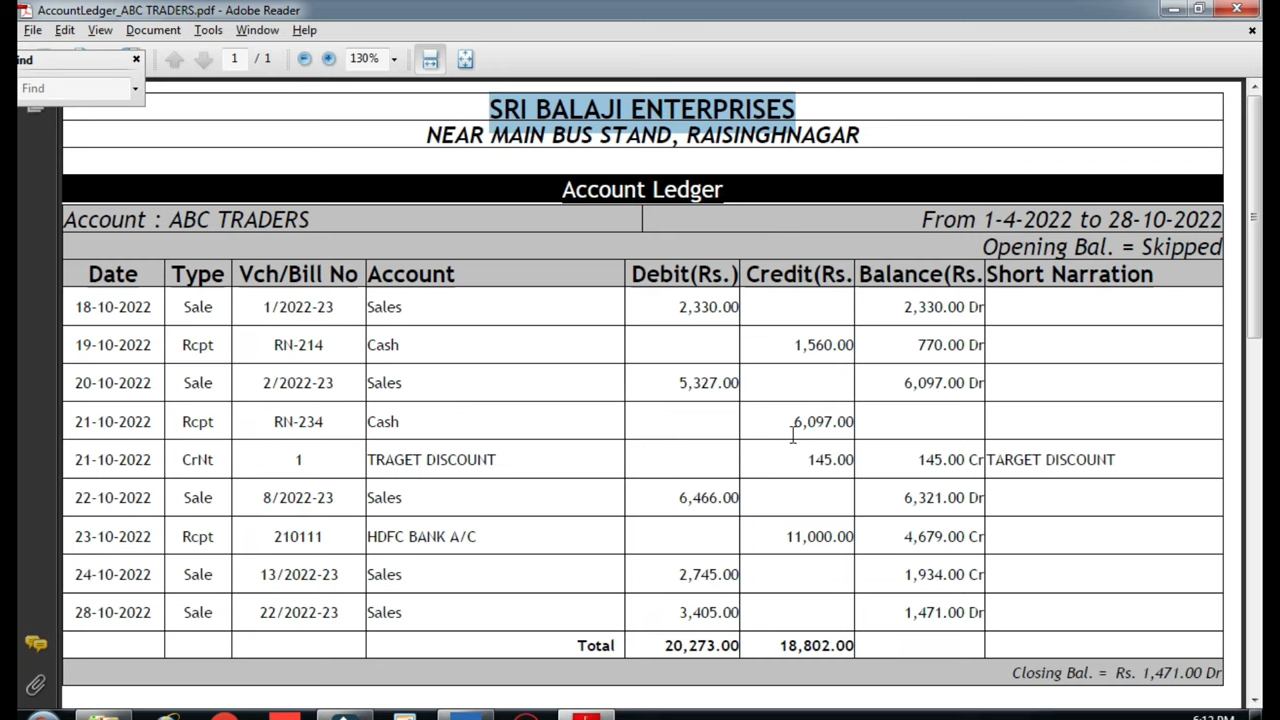 AccountLedger_ABC TRADERS.pdf - Adobe Reader
File Edit View Document Tools Window Help
ind
1 / 1 130%
Find
SRI BALAJI ENTERPRISES
NEAR MAIN BUS STAND, RAISINGHNAGAR
Account Ledger
Account : ABC TRADERS From 1-4-2022 to 28-10-2022
Opening Bal. = Skipped
Date Type Vch/Bill No Account Debit(Rs.) Credit(Rs. Balance(Rs. Short Narration
18-10-2022 Sale 1/2022-23 Sales 2,330.00 2,330.00 Dr
19-10-2022 Rcpt RN-214 Cash 1,560.00 770.00 Dr
20-10-2022 Sale 2/2022-23 Sales 5,327.00 6,097.00 Dr
21-10-2022 Rcpt RN-234 Cash 6,097.00
21-10-2022 CrNt 1 TRAGET DISCOUNT 145.00 145.00 Cr TARGET DISCOUNT
22-10-2022 Sale 8/2022-23 Sales 6,466.00 6,321.00 Dr
23-10-2022 Rcpt 210111 HDFC BANK A/C 11,000.00 4,679.00 Cr
24-10-2022 Sale 13/2022-23 Sales 2,745.00 1,934.00 Cr
28-10-2022 Sale 22/2022-23 Sales 3,405.00 1,471.00 Dr
Total 20,273.00 18,802.00
Closing Bal. = Rs. 1,471.00 Dr